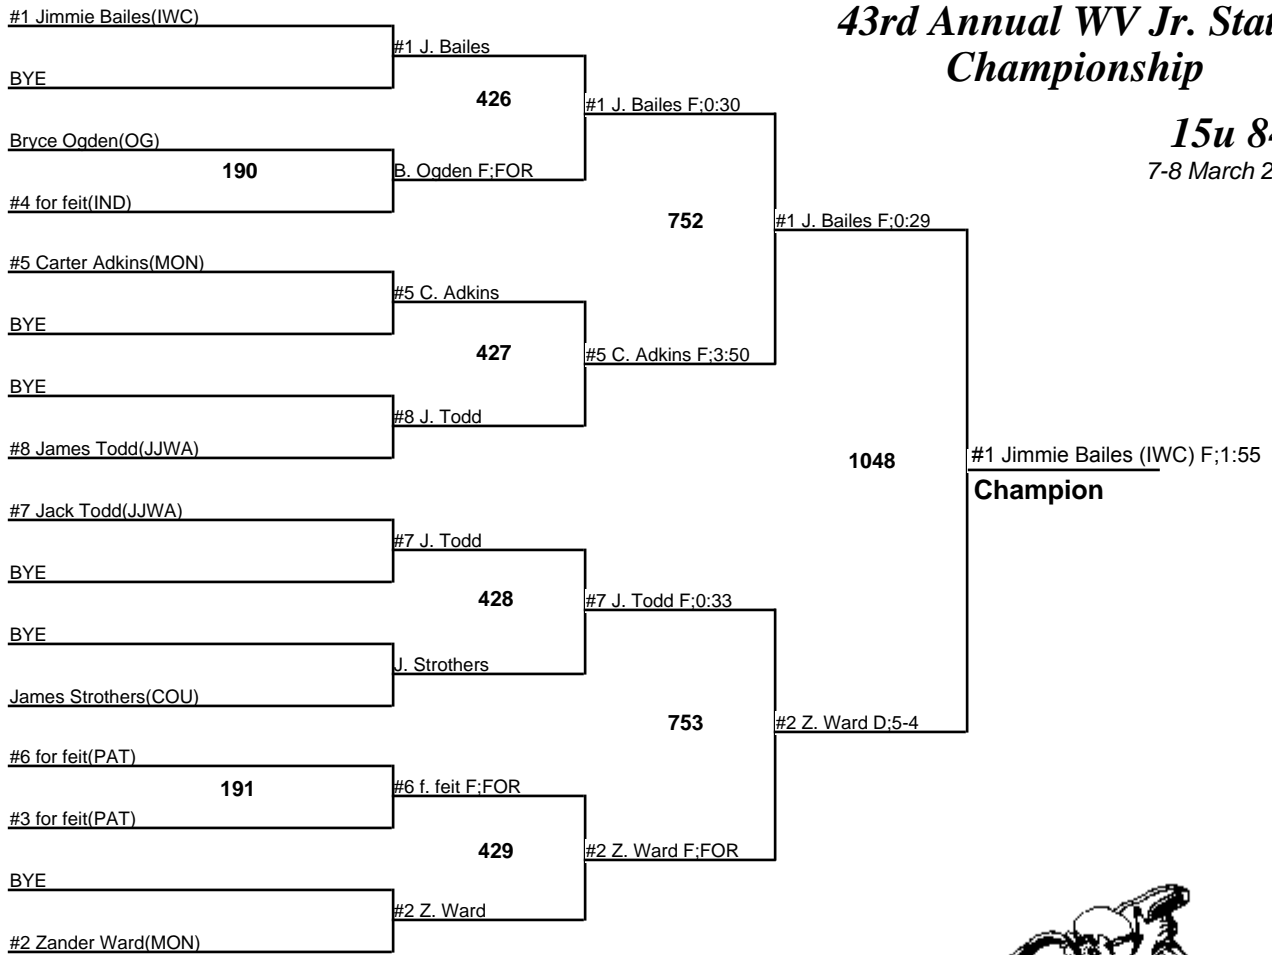 43rd Annual WV Jr. Stat
Championship
15u 84
7-8 March 2
#1 Jimmie Bailes(IWC)
BYE
Bryce Ogden(OG)
190
#4 for feit(IND)
#5 Carter Adkins(MON)
BYE
BYE
#8 James Todd(JJWA)
#7 Jack Todd(JJWA)
BYE
BYE
James Strothers(COU)
#6 for feit(PAT)
191
#3 for feit(PAT)
BYE
#2 Zander Ward(MON)
#1 J. Bailes
426
B. Ogden F;FOR
#5 C. Adkins
427
#8 J. Todd
#7 J. Todd
428
J. Strothers
#6 f. feit F;FOR
429
#2 Z. Ward
#1 J. Bailes F;0:30
752
#5 C. Adkins F;3:50
#7 J. Todd F;0:33
753
#2 Z. Ward F;FOR
#1 J. Bailes F;0:29
1048
#2 Z. Ward D;5-4
#1 Jimmie Bailes (IWC) F;1:55
Champion